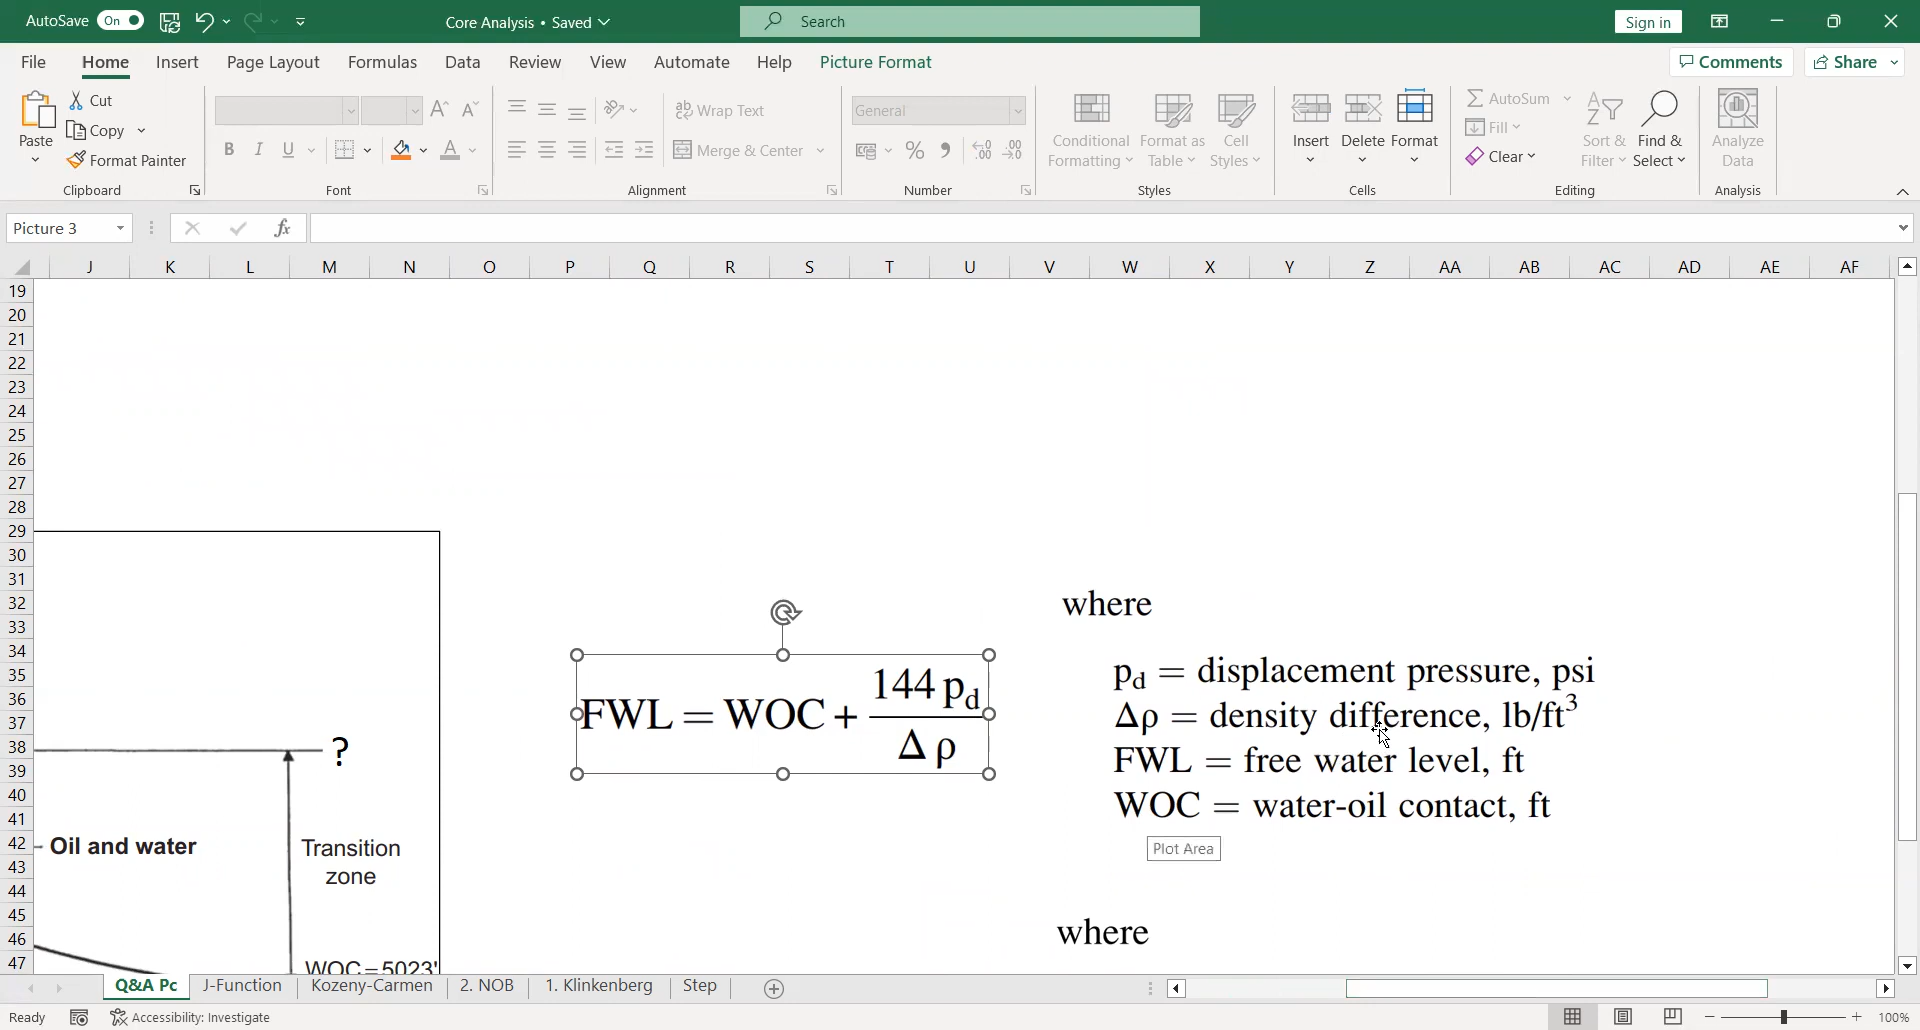 AutoSave On
Core Analysis • Saved
Search
Sign in
File Home Insert Page Layout Formulas Data Review View Automate Help Picture Format
Comments Share
Paste
Cut
Copy
Format Painter
Clipboard
B I U
Font
Wrap Text
Merge & Center
Alignment
General
Number
Conditional Formatting
Format as Table
Cell Styles
Styles
Insert Delete Format
Cells
AutoSum
Fill
Clear
Sort & Filter
Find & Select
Editing
Analyze Data
Analysis
Picture 3
fx
J K L M N O P Q R S T U V W X Y Z AA AB AC AD AE AF
19
20
21
22
23
24
25
26
27
28
29
30
31
32
33
34
35
36
37
38
39
40
41
42
43
44
45
46
47
where
FWL = WOC + 144 pd / Δ ρ
pd = displacement pressure, psi
Δρ = density difference, lb/ft³
FWL = free water level, ft
WOC = water-oil contact, ft
?
Oil and water
Transition
zone
Plot Area
where
WOC=5023'
Q&A Pc J-Function Kozeny-Carmen 2. NOB 1. Klinkenberg Step
Ready Accessibility: Investigate
100%